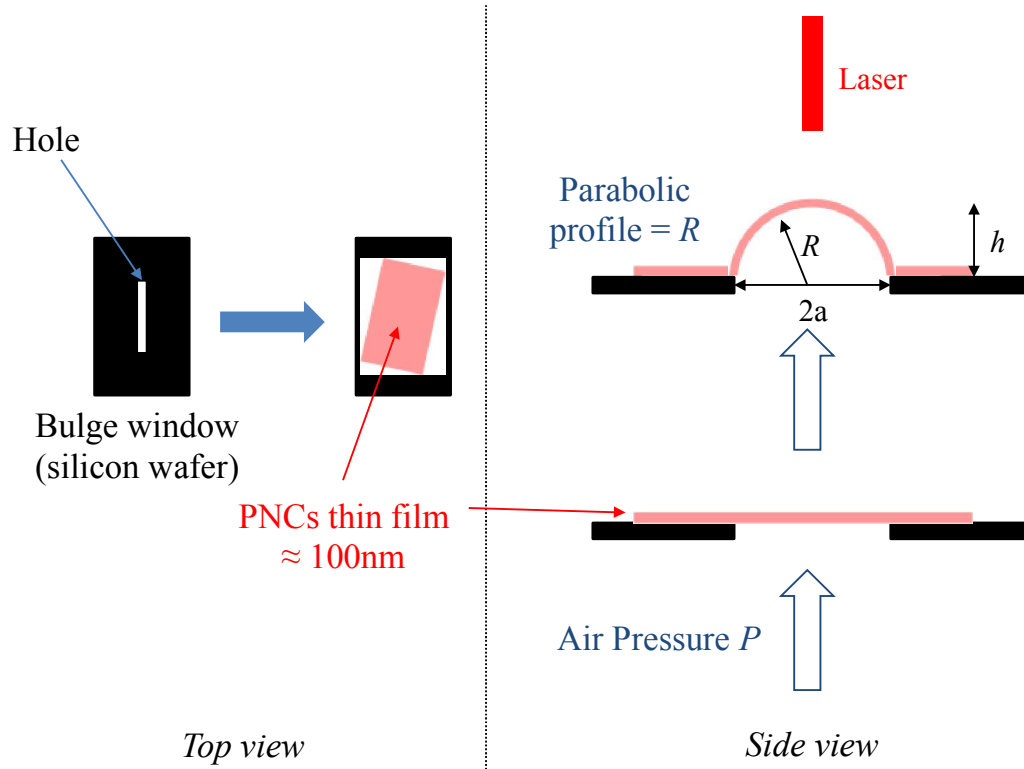 Hole
Bulge window
(silicon wafer)
PNCs thin film
≈ 100nm
Top view
Laser
Parabolic
profile = R
R
h
2a
Air Pressure P
Side view